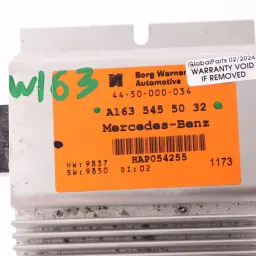 W163
Borg Warner
Automotive
44-50-000-034
GlobalParts 02/2024
WARRANTY VOID
IF REMOVED
A163 545 50 32
Mercedes-Benz
HAP054255
HW: 9837
SW: 9850 DI: 02
1173